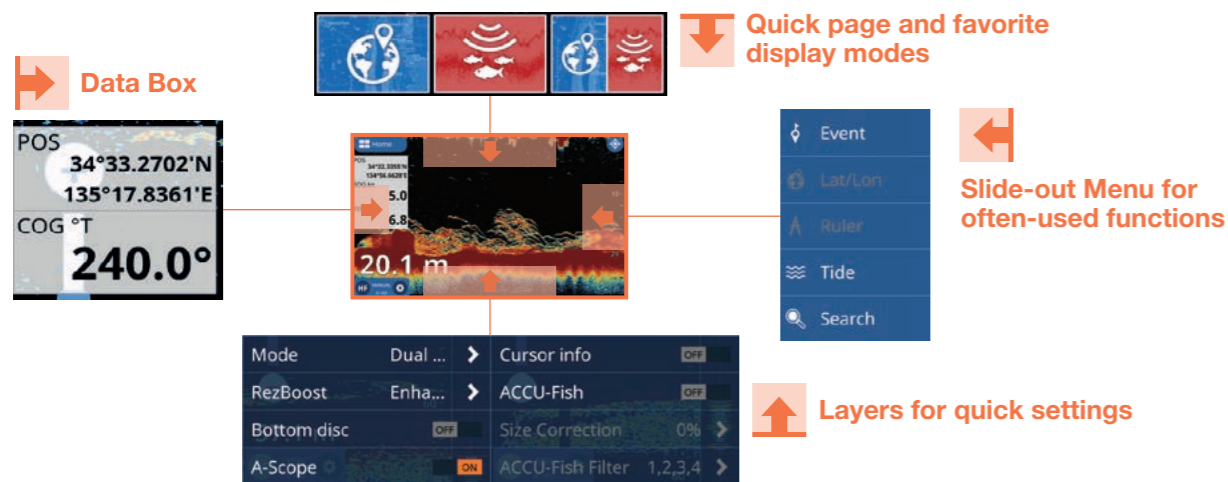 Quick page and favorite
display modes
Data Box
POS
34°33.2702'N
135°17.8361'E
COG °T
240.0°
Home
POS
5.0
6.8
20.1 m
HF
Event
Lat/Lon
Ruler
Tide
Search
Slide-out Menu for
often-used functions
Mode Dual ...
RezBoost Enha...
Bottom disc OFF
A-Scope ON
Cursor info OFF
ACCU-Fish OFF
Size Correction 0%
ACCU-Fish Filter 1,2,3,4
Layers for quick settings